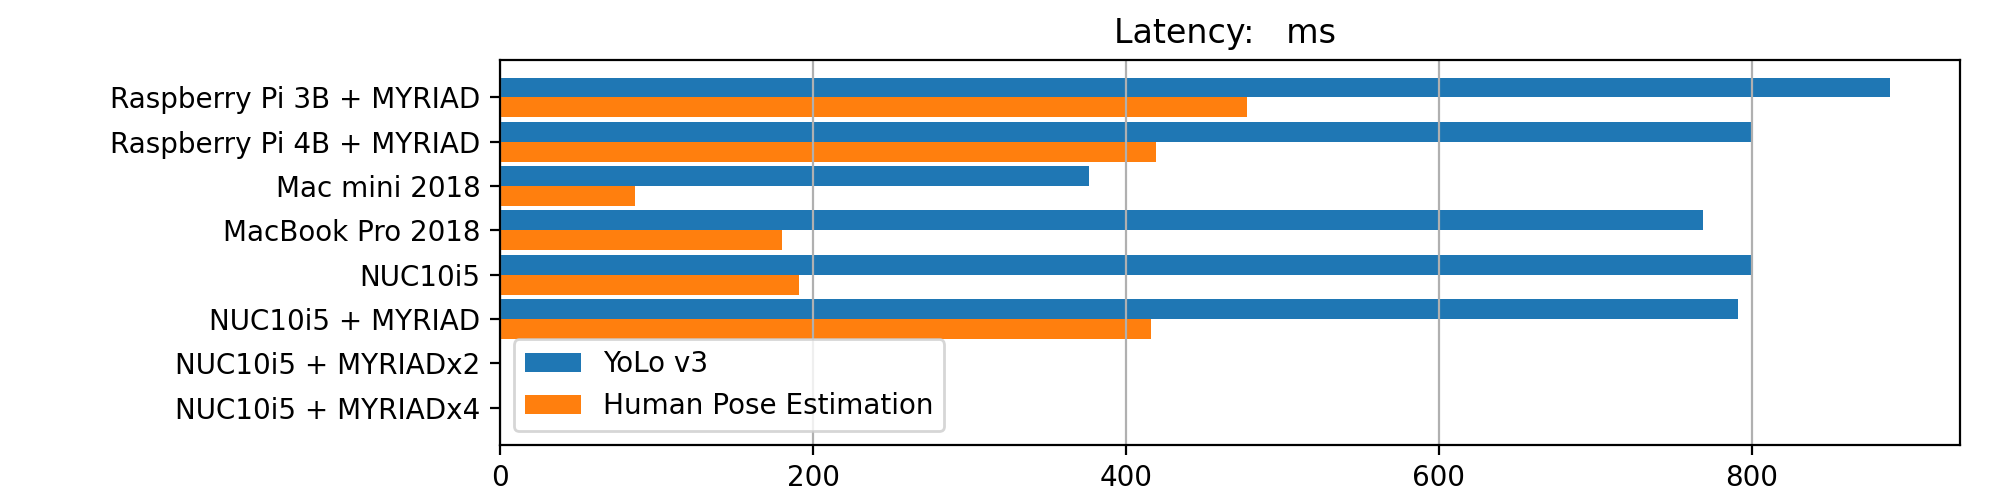 Latency:   ms
Raspberry Pi 3B + MYRIAD
Raspberry Pi 4B + MYRIAD
Mac mini 2018
MacBook Pro 2018
NUC10i5
NUC10i5 + MYRIAD
NUC10i5 + MYRIADx2
NUC10i5 + MYRIADx4
YoLo v3
Human Pose Estimation
0 200 400 600 800